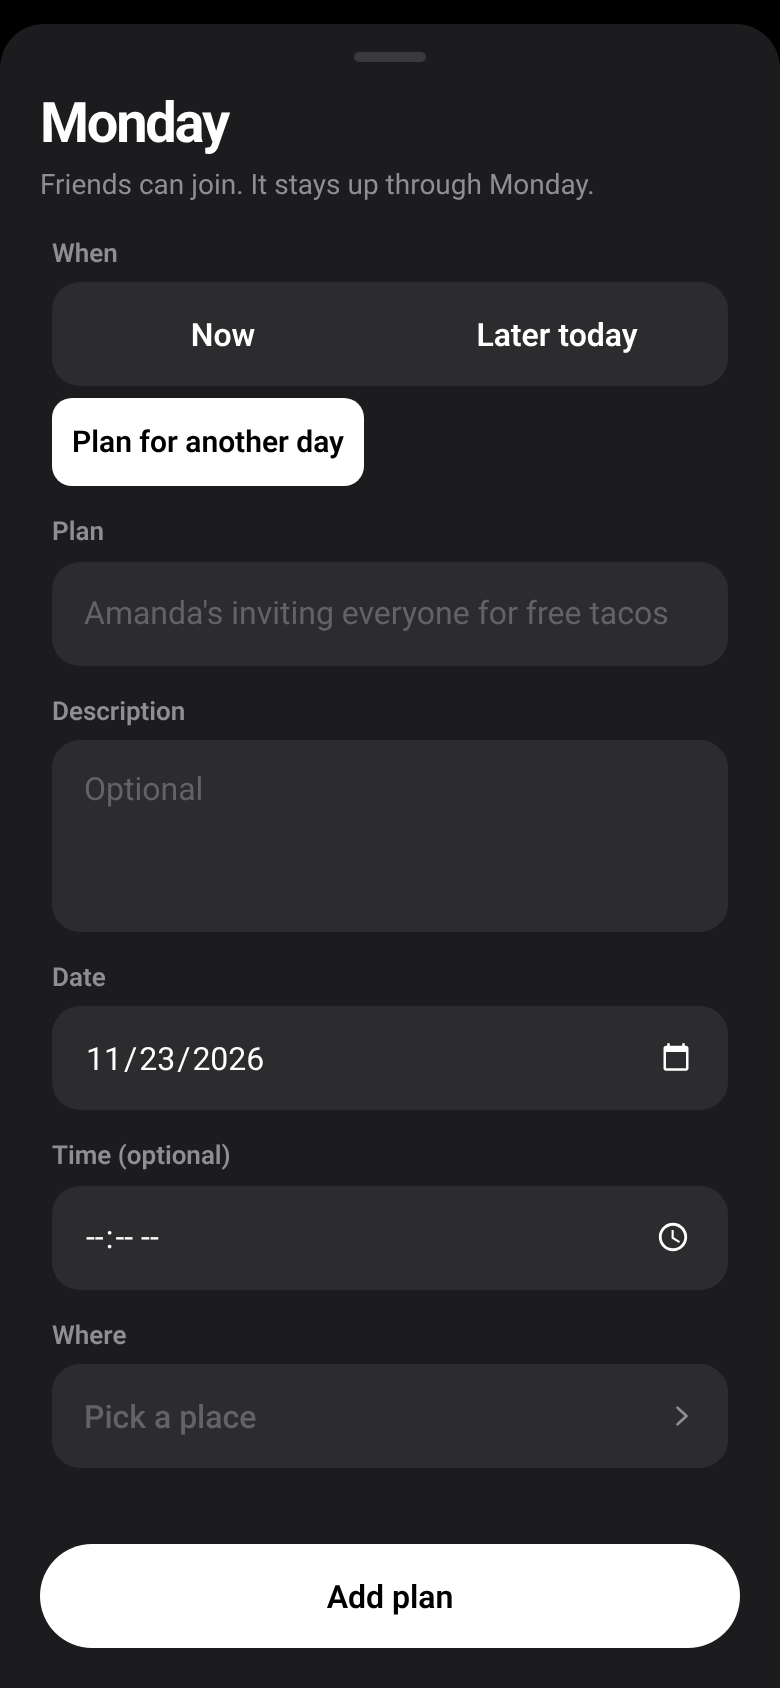 Monday
Friends can join. It stays up through Monday.
When
Now
Later today
Plan for another day
Plan
Amanda's inviting everyone for free tacos
Description
Optional
Date
11/23/2026
Time (optional)
--:-- --
Where
Pick a place
Add plan